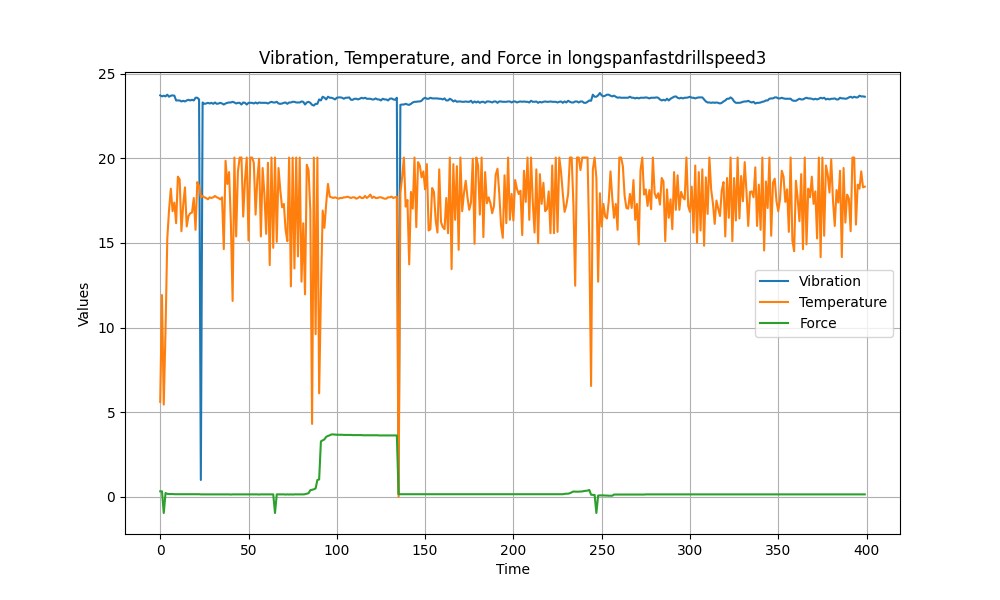 Vibration, Temperature, and Force in longspanfastdrillspeed3
Values
25
20
15
10
5
0
Vibration
Temperature
Force
0 50 100 150 200 250 300 350 400
Time